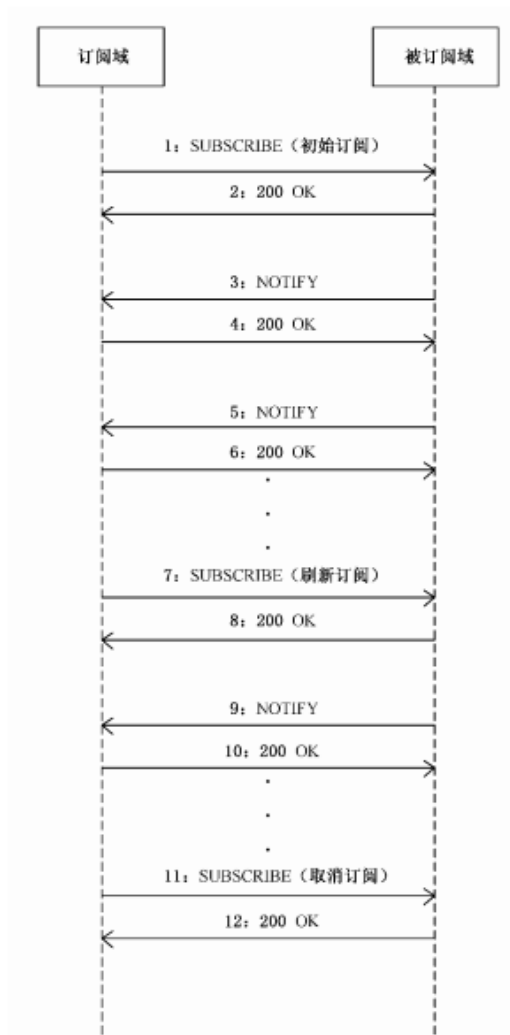 订阅域
被订阅域
1：SUBSCRIBE（初始订阅）
2：200 OK
3：NOTIFY
4：200 OK
5：NOTIFY
6：200 OK
7：SUBSCRIBE（刷新订阅）
8：200 OK
9：NOTIFY
10：200 OK
11：SUBSCRIBE（取消订阅）
12：200 OK